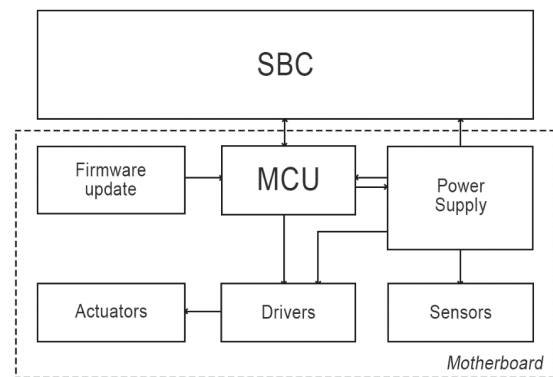 SBC
Firmware
update
MCU
Power
Supply
Actuators
Drivers
Sensors
Motherboard